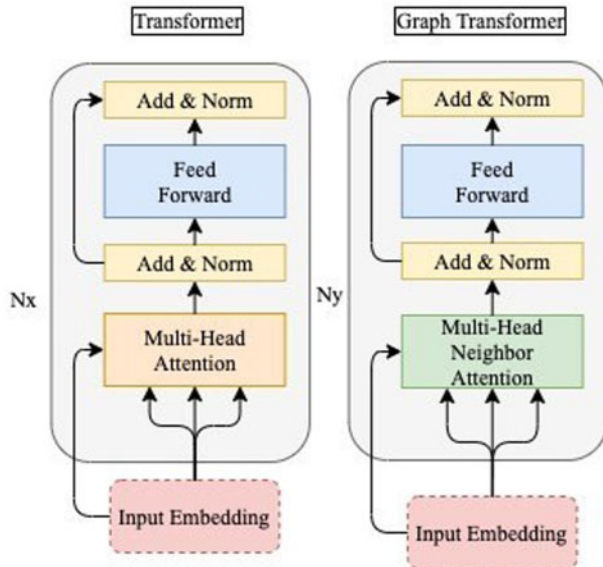 Transformer
Add & Norm
Feed
Forward
Add & Norm
Nx
Multi-Head
Attention
Input Embedding
Graph Transformer
Add & Norm
Feed
Forward
Add & Norm
Ny
Multi-Head
Neighbor
Attention
Input Embedding